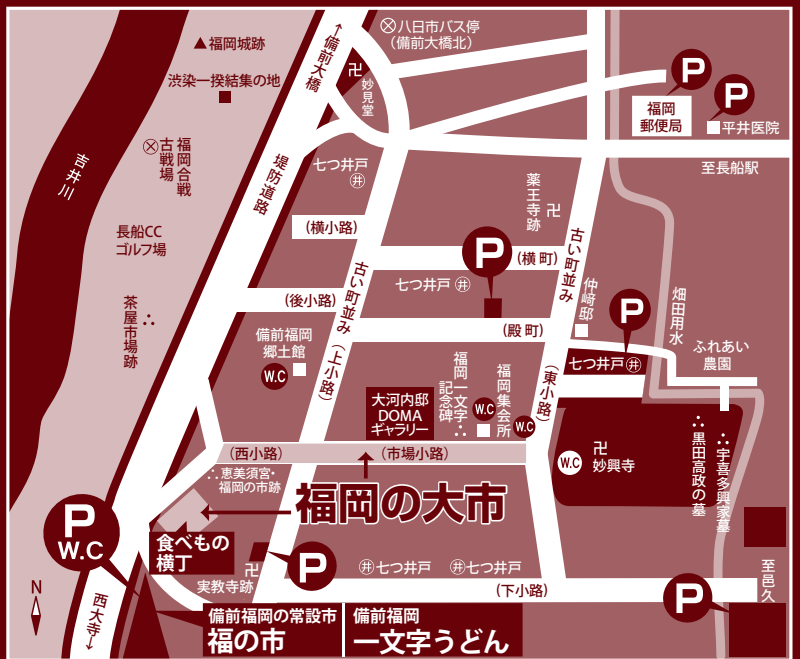 ↑備前大橋
八日市バス停
(備前大橋北)
▲福岡城跡
渋染一揆結集の地
卍
妙見堂
P
P
福岡
郵便局
平井医院
至長船駅
吉井川
福岡合戦
古戦場
堤防道路
七つ井戸
井
薬王寺跡
卍
長船CC
ゴルフ場
(横小路)
古い町並み
P
(横町)
古い町並み
七つ井戸 井
仲﨑邸
畑田用水
茶屋市場跡
(後小路)
P
(殿町)
備前福岡
郷土館
W.C
(上小路)
福岡一文字
記念碑
福岡集会所
W.C
W.C
七つ井戸 井
ふれあい
農園
(東小路)
大河内邸
DOMA
ギャラリー
黒田高政の墓
宇喜多興家墓
(西小路)
(市場小路)
W.C
卍
妙興寺
恵美須宮・
福岡の市跡
福岡の大市
P
W.C
食べもの
横丁
P
卍
実教寺跡
井七つ井戸
井七つ井戸
至邑久
(下小路)
P
N
西大寺→
備前福岡の常設市
福の市
備前福岡
一文字うどん